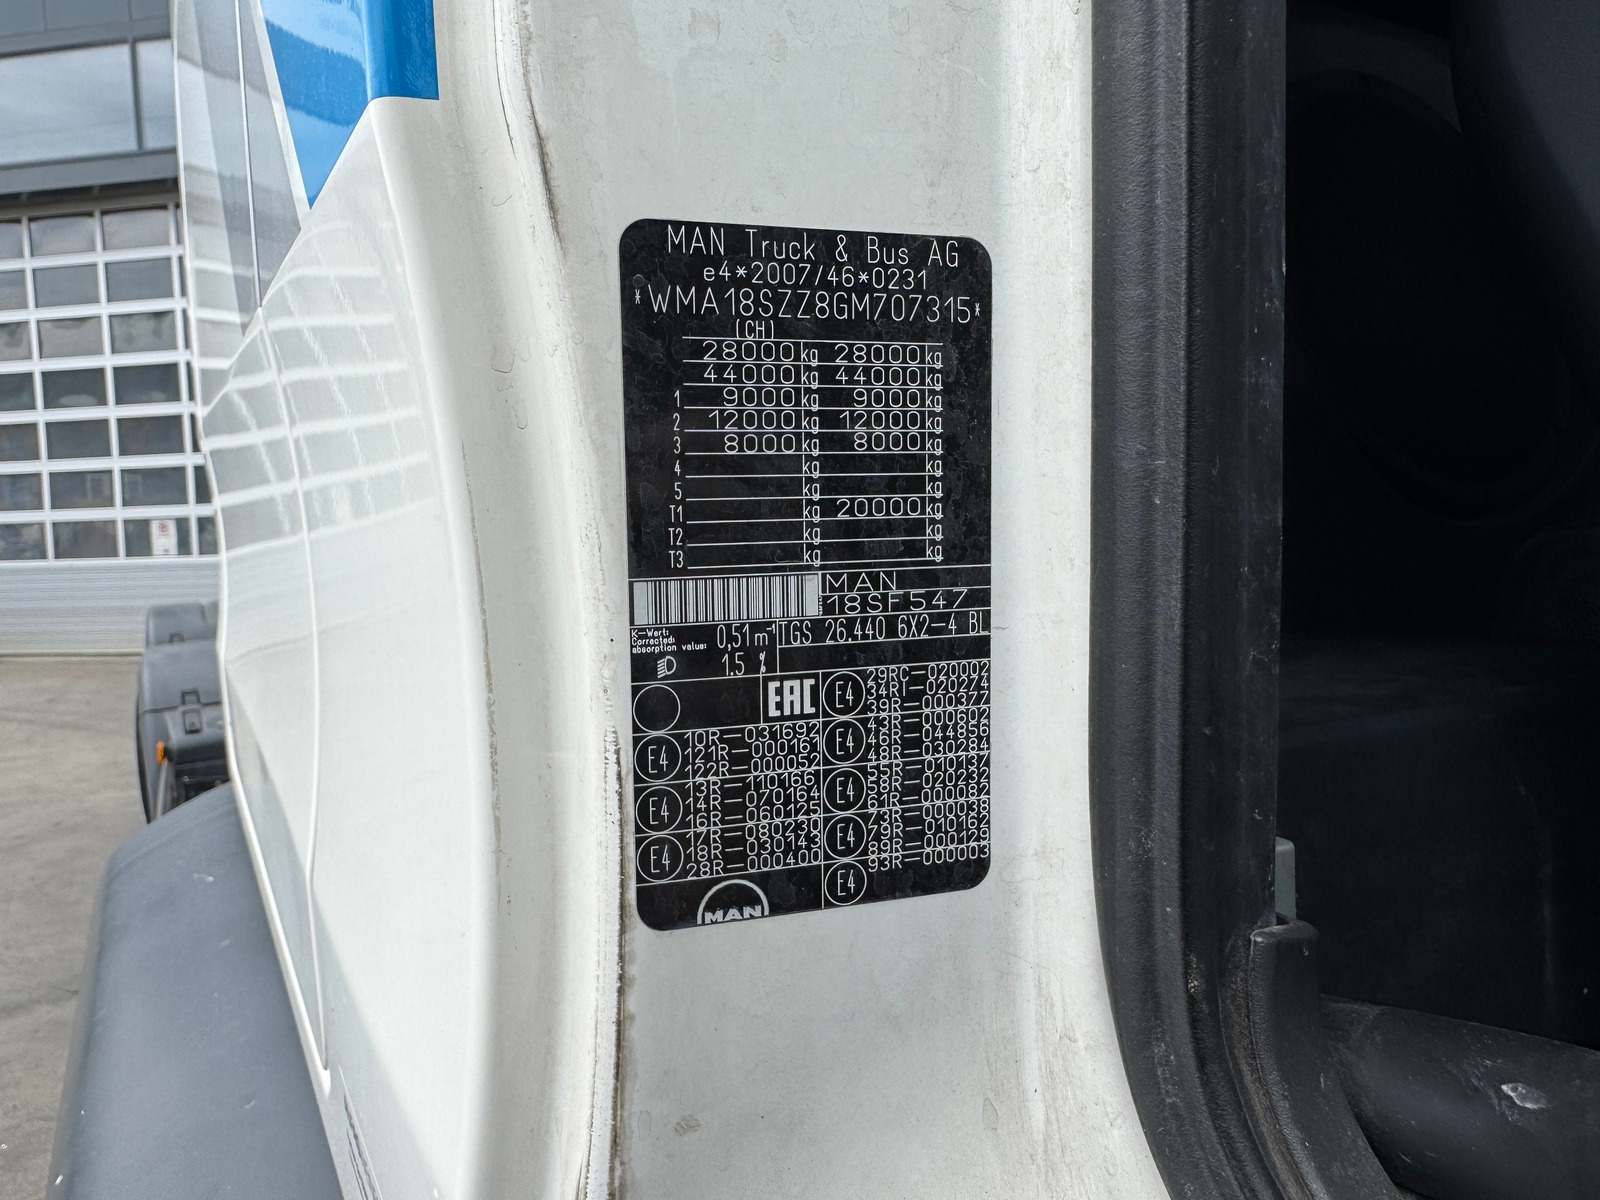 MAN Truck & Bus AG
e4*2007/46*0231
*WMA18SZZ8GM707315*
(CH)
28000 kg 28000 kg
44000 kg 44000 kg
1 9000 kg 9000 kg
2 12000 kg 12000 kg
3 8000 kg 8000 kg
4 kg kg
5 kg kg
T1 kg 20000 kg
T2 kg kg
T3 kg kg
MAN
18SF547
K-Wert:
Corrected
absorption value: 0,51 m⁻¹
TGS 26.440 6X2-4 BL
1.5 %
EAC
E4
10R-031692
121R-000167
122R-000052
E4
13R-110166
14R-070164
16R-060125
E4
17R-080230
18R-030143
28R-000400
E4
29RC-020002
34RI-020274
39R-000377
E4
43R-000602
46R-044856
48R-030284
E4
55R-010137
58R-020232
61R-000082
E4
73R-000038
79R-010162
89R-000129
E4
93R-000003
MAN